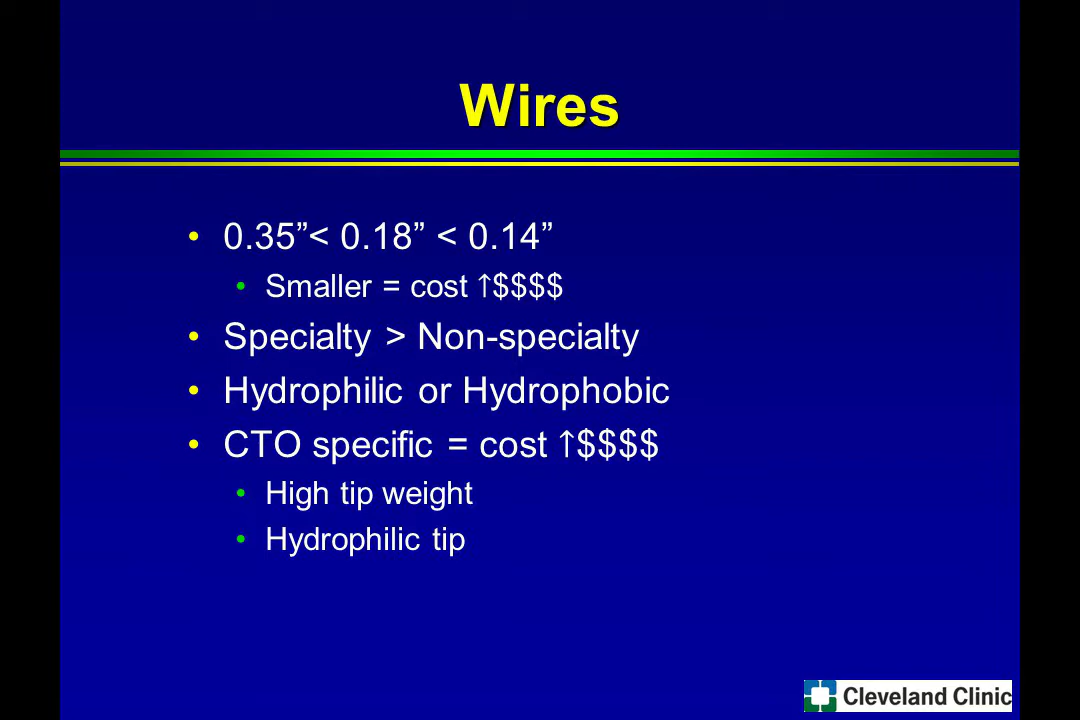 Wires
• 0.35”< 0.18” < 0.14”
• Smaller = cost ↑$$$$
• Specialty > Non-specialty
• Hydrophilic or Hydrophobic
• CTO specific = cost ↑$$$$
• High tip weight
• Hydrophilic tip
Cleveland Clinic